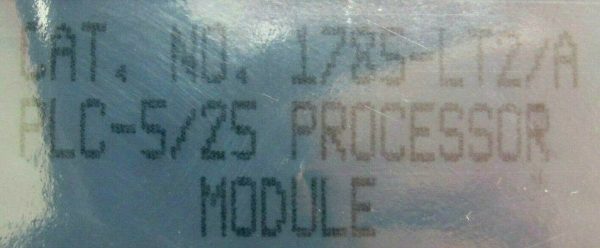 CAT. NO. 1785-LT2/A
PLC-5/25 PROCESSOR
MODULE